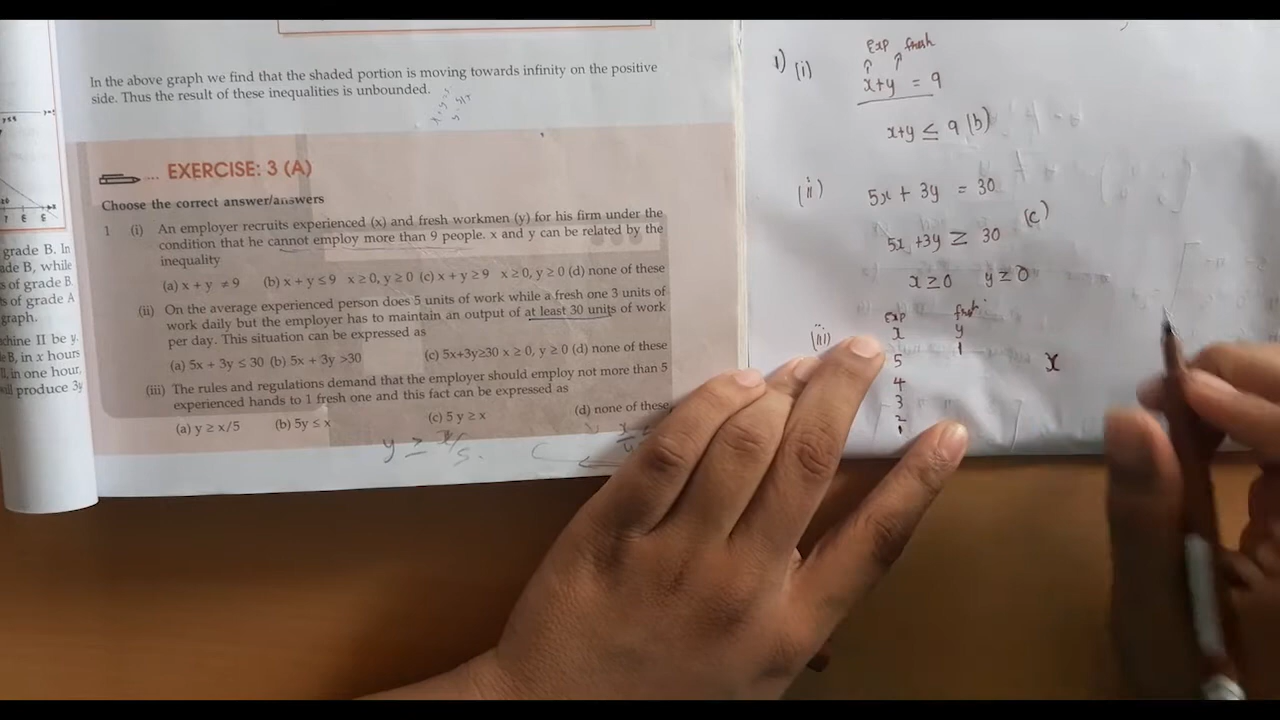 In the above graph we find that the shaded portion is moving towards infinity on the positive
side. Thus the result of these inequalities is unbounded.
... EXERCISE: 3 (A)
Choose the correct answer/answers
1 (i) An employer recruits experienced (x) and fresh workmen (y) for his firm under the
condition that he cannot employ more than 9 people. x and y can be related by the
inequality
(a) x + y ≠ 9 (b) x + y ≤ 9 x ≥ 0, y ≥ 0 (c) x + y ≥ 9 x ≥ 0, y ≥ 0 (d) none of these
(ii) On the average experienced person does 5 units of work while a fresh one 3 units of
work daily but the employer has to maintain an output of at least 30 units of work
per day. This situation can be expressed as
(a) 5x + 3y ≤ 30 (b) 5x + 3y >30 (c) 5x+3y≥30 x ≥ 0, y ≥ 0 (d) none of these
(iii) The rules and regulations demand that the employer should employ not more than 5
experienced hands to 1 fresh one and this fact can be expressed as
(a) y ≥ x/5 (b) 5y ≤ x (c) 5 y ≥ x (d) none of these
y ≥ x/5.
grade B. In
ade B, while
s of grade B.
ts of grade A
graph.
chine II be y.
le B, in x hours
II, in one hour,
will produce 3y
1) (i) Exp fresh
x+y = 9
x+y ≤ 9 (b)
(ii) 5x + 3y = 30
5x +3y ≥ 30 (c)
x ≥ 0 y ≥ 0
(iii) Exp fresh
x y
5 1 x
4
3
2
1